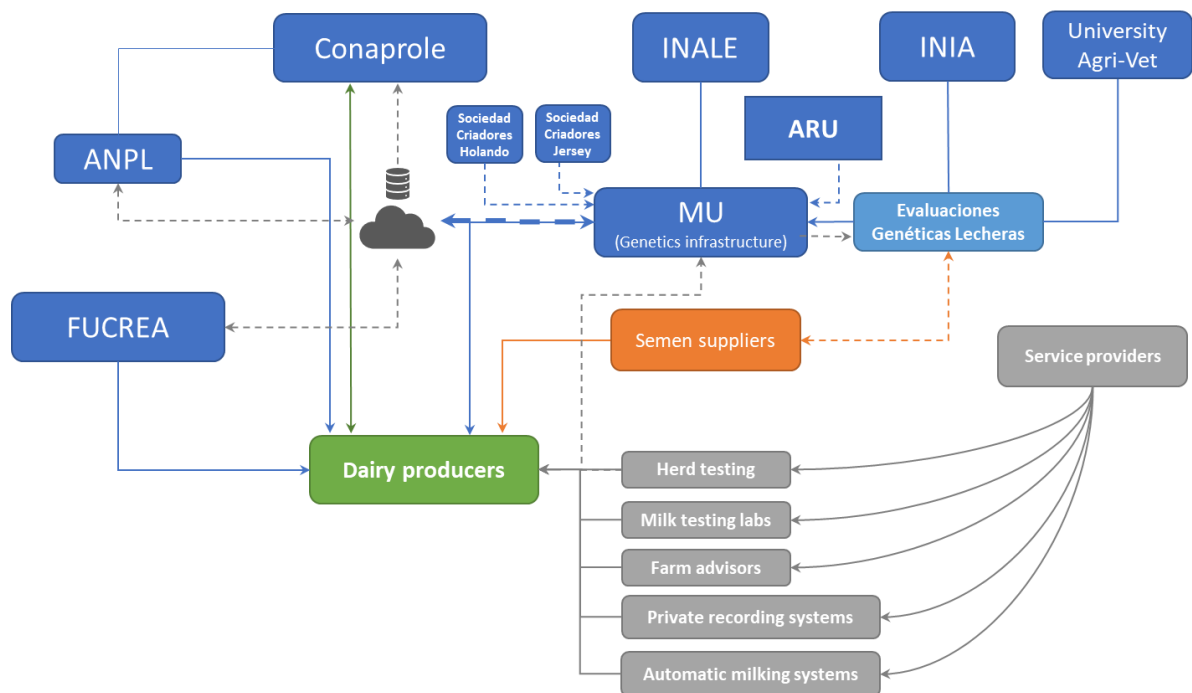 Conaprole
INALE
INIA
University
Agri-Vet
Sociedad
Criadores
Holando
Sociedad
Criadores
Jersey
ARU
ANPL
MU
(Genetics infrastructure)
Evaluaciones
Genéticas Lecheras
FUCREA
Semen suppliers
Service providers
Dairy producers
Herd testing
Milk testing labs
Farm advisors
Private recording systems
Automatic milking systems